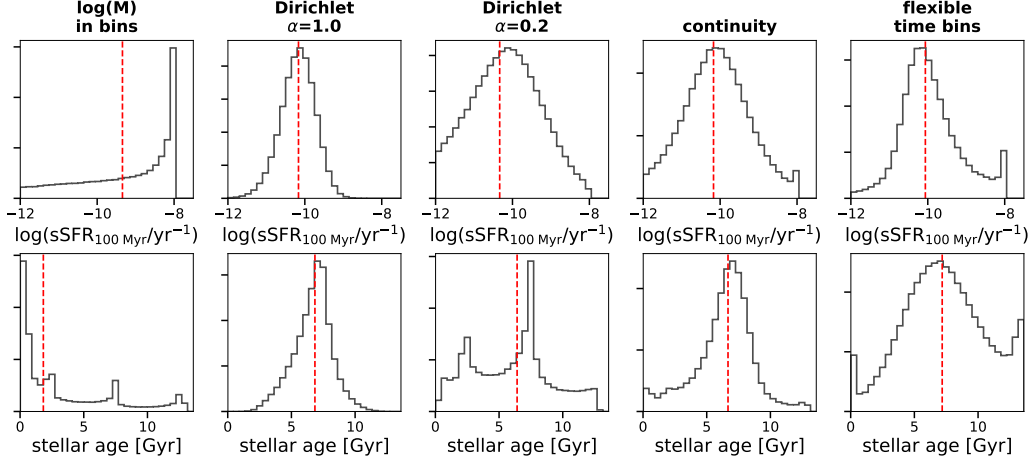 log(M)
in bins
Dirichlet
α=1.0
Dirichlet
α=0.2
continuity
flexible
time bins
−12 −10 −8
−12 −10 −8
−12 −10 −8
−12 −10 −8
−12 −10 −8
log(sSFR100 Myr/yr−1)
log(sSFR100 Myr/yr−1)
log(sSFR100 Myr/yr−1)
log(sSFR100 Myr/yr−1)
log(sSFR100 Myr/yr−1)
0 5 10
0 5 10
0 5 10
0 5 10
0 5 10
stellar age [Gyr]
stellar age [Gyr]
stellar age [Gyr]
stellar age [Gyr]
stellar age [Gyr]